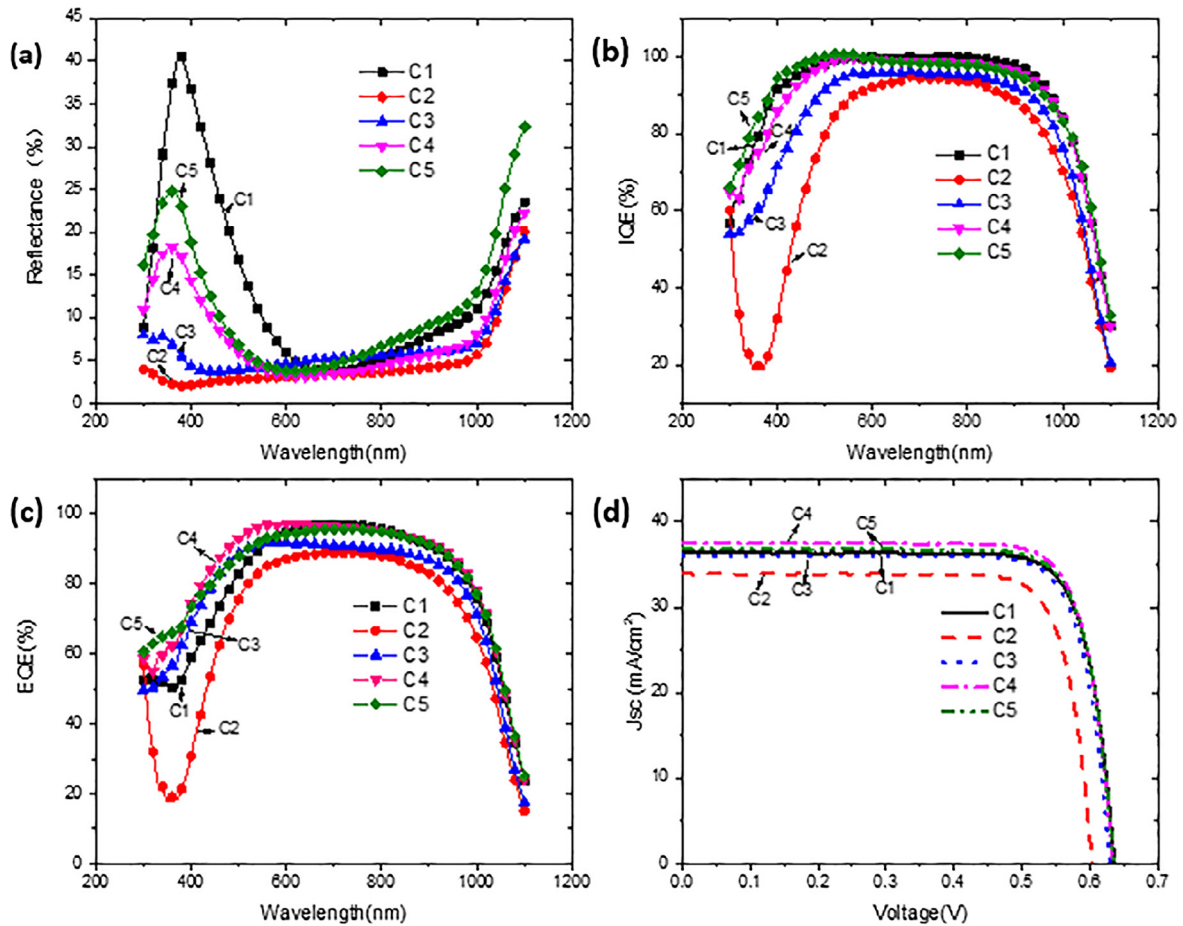 (a)
45
40
35
30
25
20
15
10
5
0
Reflectance (%)
200 400 600 800 1000 1200
Wavelength(nm)
C1
C2
C3
C4
C5
C5
C1
C4
C3
C2
(b)
100
80
60
40
20
IQE (%)
200 400 600 800 1000 1200
Wavelength(nm)
C1
C2
C3
C4
C5
C5
C1
C4
C3
C2
(c)
100
80
60
40
20
0
EQE(%)
200 400 600 800 1000 1200
Wavelength(nm)
C1
C2
C3
C4
C5
C4
C5
C3
C1
C2
(d)
40
30
20
10
0
Jsc (mA/cm²)
0.0 0.1 0.2 0.3 0.4 0.5 0.6 0.7
Voltage(V)
C4
C5
C2
C3
C1
C1
C2
C3
C4
C5